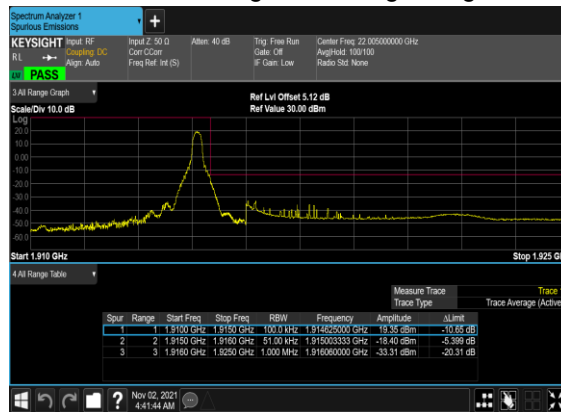 Spectrum Analyzer 1
Spurious Emissions
+
KEYSIGHT Input: RF Input Z: 50 Ω Atten: 40 dB Trig: Free Run Center Freq: 22.005000000 GHz
RL Coupling: DC Corr CCorr Gate: Off Avg|Hold: 100/100
Align: Auto Freq Ref: Int (S) IF Gain: Low Radio Std: None
PASS
3 All Range Graph
Ref Lvl Offset 5.12 dB
Scale/Div 10.0 dB Ref Value 30.00 dBm
Log
20.0
10.0
0.00
-10.0
-20.0
-30.0
-40.0
-50.0
-60.0
Start 1.910 GHz Stop 1.925 G
4 All Range Table
Measure Trace Trace
Trace Type Trace Average (Active
Spur Range Start Freq Stop Freq RBW Frequency Amplitude ΔLimit
1 1 1.9100 GHz 1.9150 GHz 100.0 kHz 1.914625000 GHz 19.35 dBm -10.65 dB
2 2 1.9150 GHz 1.9160 GHz 51.00 kHz 1.915003333 GHz -18.40 dBm -5.399 dB
3 3 1.9160 GHz 1.9250 GHz 1.000 MHz 1.916060000 GHz -33.31 dBm -20.31 dB
? Nov 02, 2021
4:41:44 AM